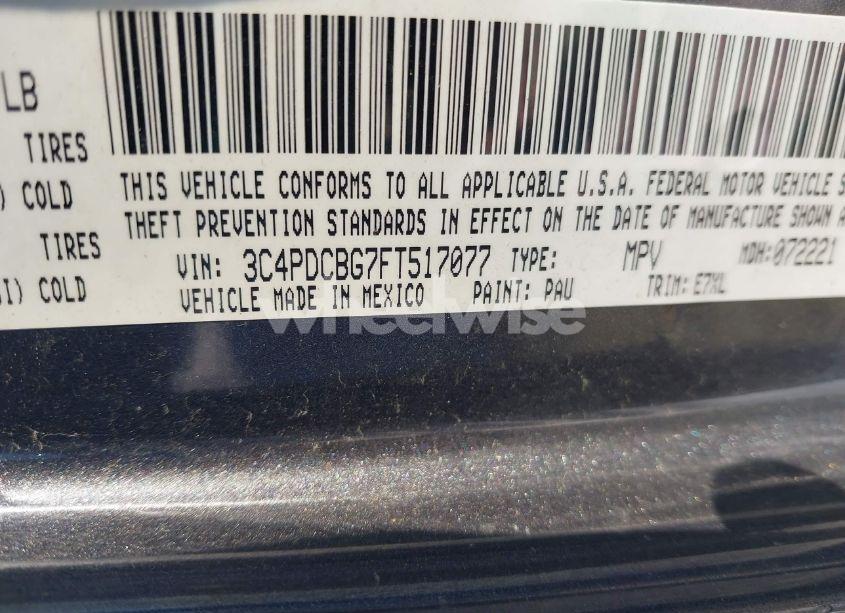 LB
TIRES
) COLD
TIRES
I) COLD
THIS VEHICLE CONFORMS TO ALL APPLICABLE U.S.A. FEDERAL MOTOR VEHICLE S
THEFT PREVENTION STANDARDS IN EFFECT ON THE DATE OF MANUFACTURE SHOWN A
VIN: 3C4PDCBG7FT517077 TYPE: MPV MDH:072221
VEHICLE MADE IN MEXICO PAINT: PAU TRIM: E7XL
wheelwise